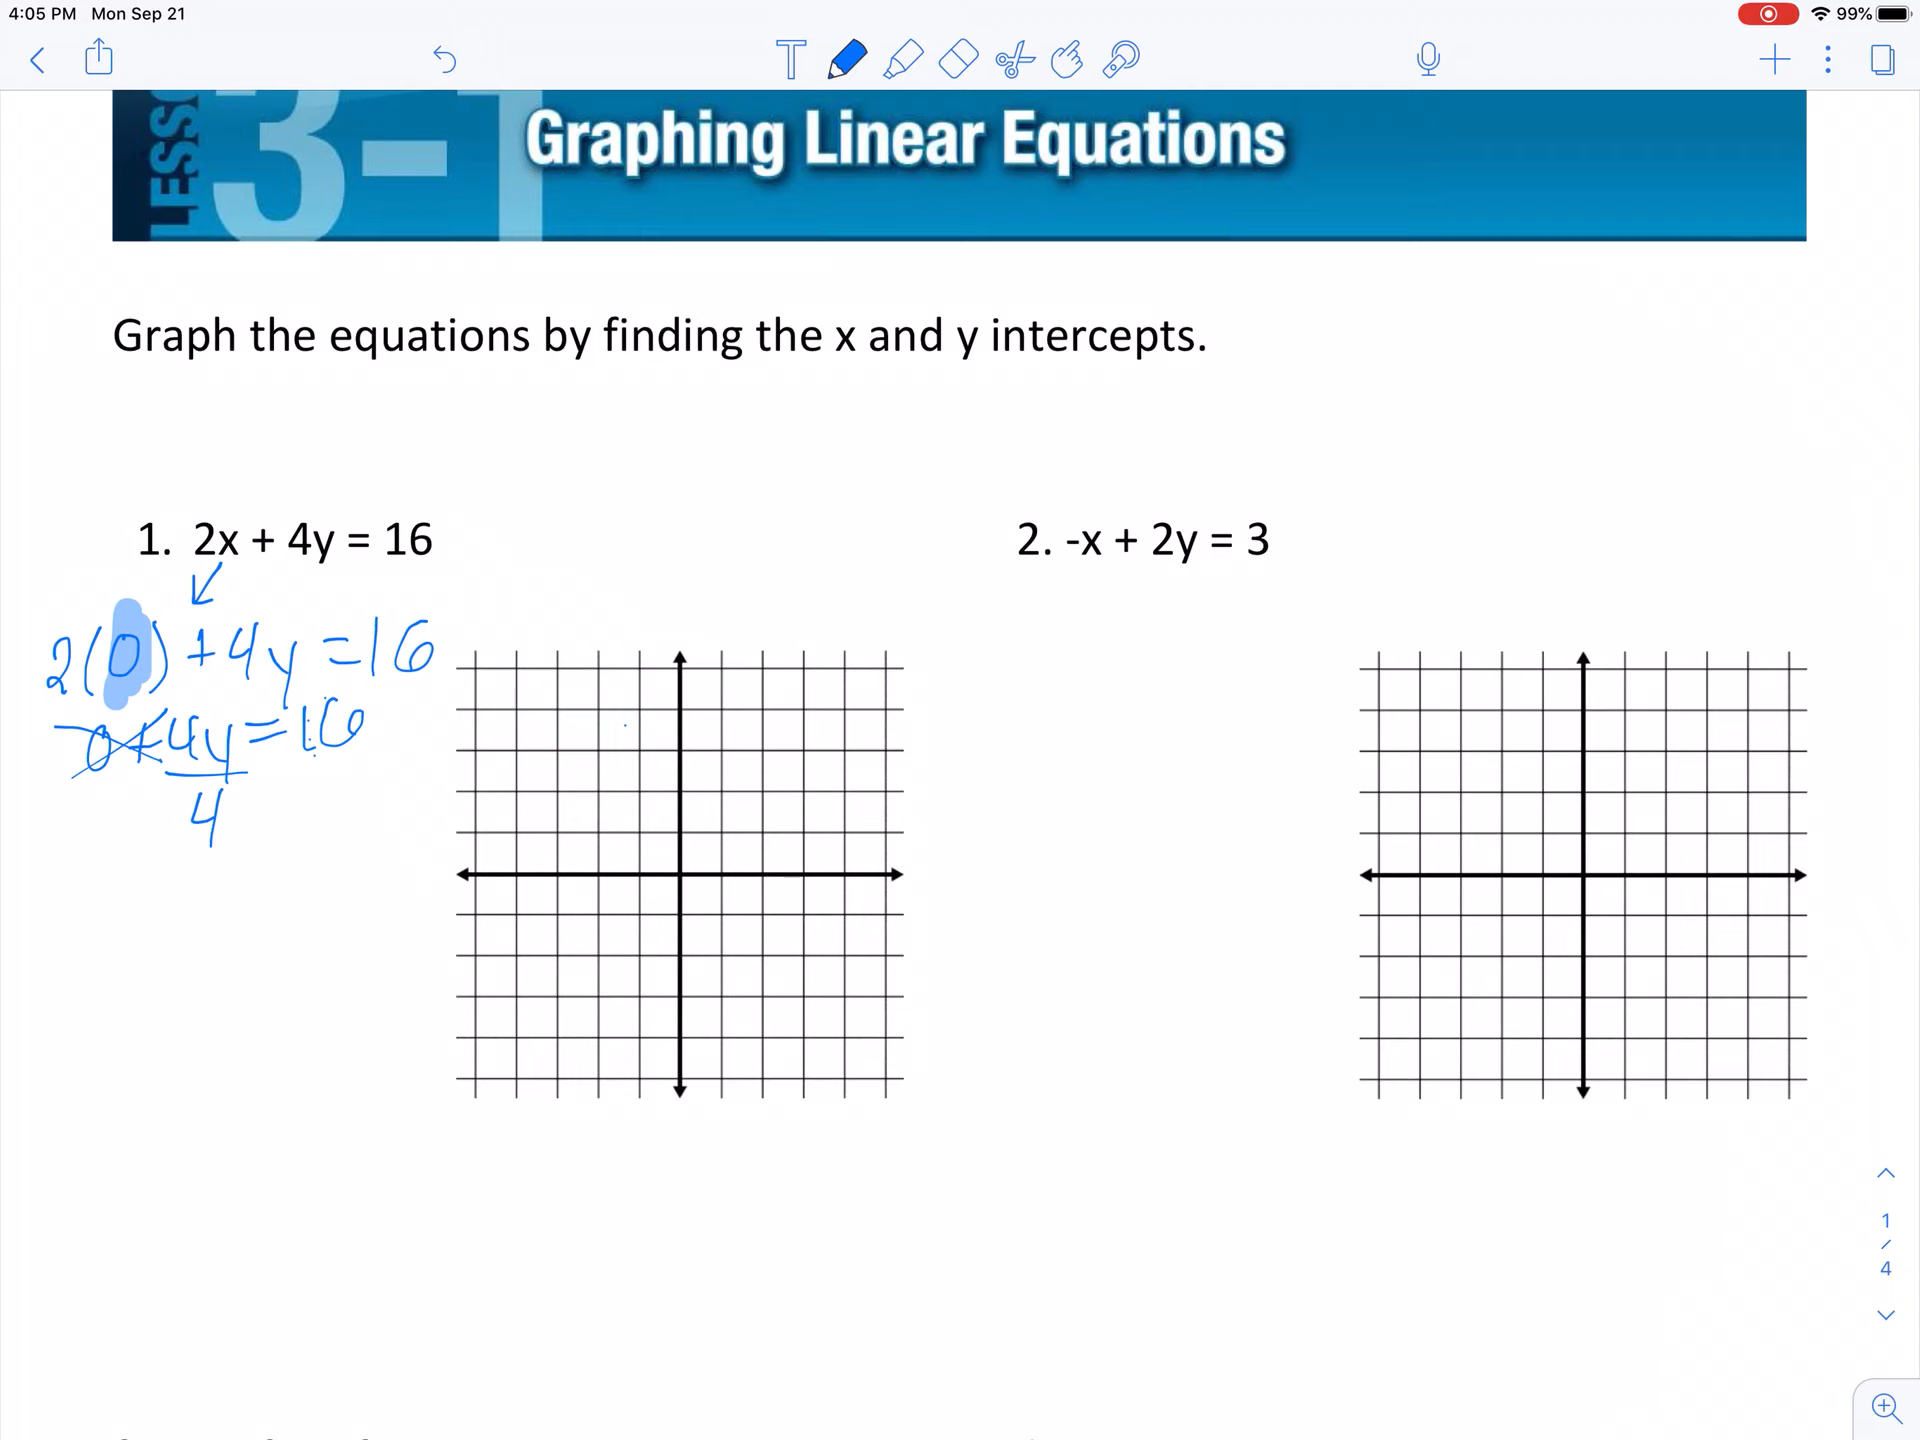 4:05 PM Mon Sep 21
99%
LESSO
3-1 Graphing Linear Equations
Graph the equations by finding the x and y intercepts.
1. 2x + 4y = 16
2. -x + 2y = 3
2(0) +4y =16
0+4y=16
4
1
/
4